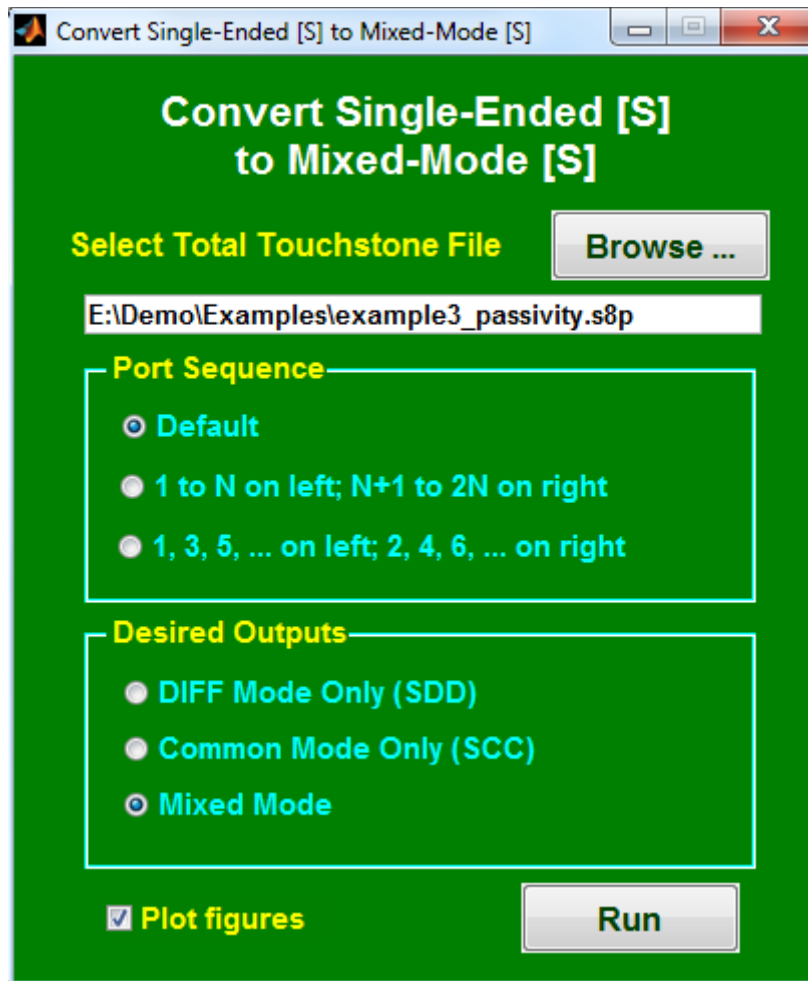 Convert Single-Ended [S] to Mixed-Mode [S]
Convert Single-Ended [S]
to Mixed-Mode [S]
Select Total Touchstone File
Browse ...
E:\Demo\Examples\example3_passivity.s8p
Port Sequence
Default
1 to N on left; N+1 to 2N on right
1, 3, 5, ... on left; 2, 4, 6, ... on right
Desired Outputs
DIFF Mode Only (SDD)
Common Mode Only (SCC)
Mixed Mode
Plot figures
Run